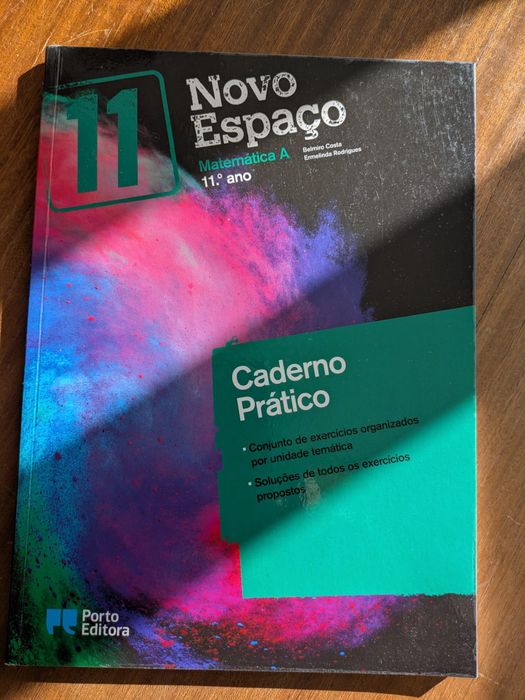 11
Novo
Espaço
Matemática A
11.º ano
Belmiro Costa
Ermelinda Rodrigues
Caderno
Prático
• Conjunto de exercícios organizados
por unidade temática
• Soluções de todos os exercícios
propostos
Porto
Editora